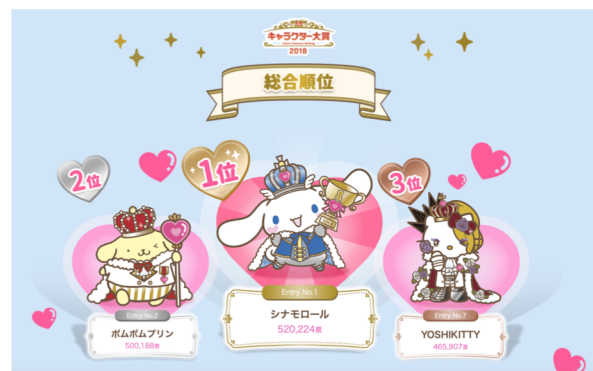 キャラクター大賞
2018
総合順位
2位
1位
3位
Entry No.2
ポムポムプリン
500,188票
Entry No.1
シナモロール
520,224票
Entry No.7
YOSHIKITTY
465,907票